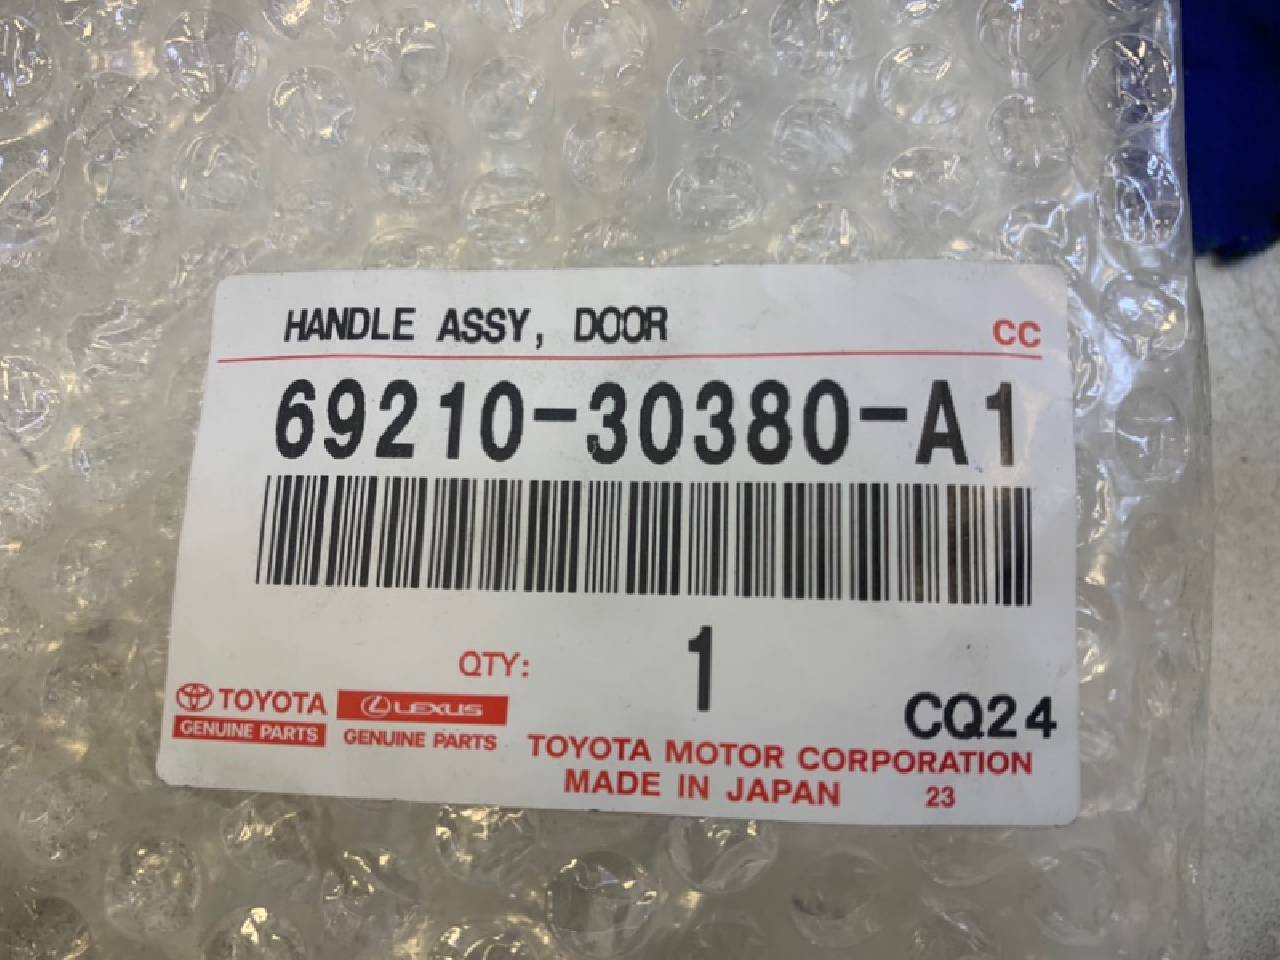 HANDLE ASSY, DOOR
CC
69210-30380-A1
QTY: 1
CQ24
TOYOTA
GENUINE PARTS
LEXUS
GENUINE PARTS
TOYOTA MOTOR CORPORATION
MADE IN JAPAN 23